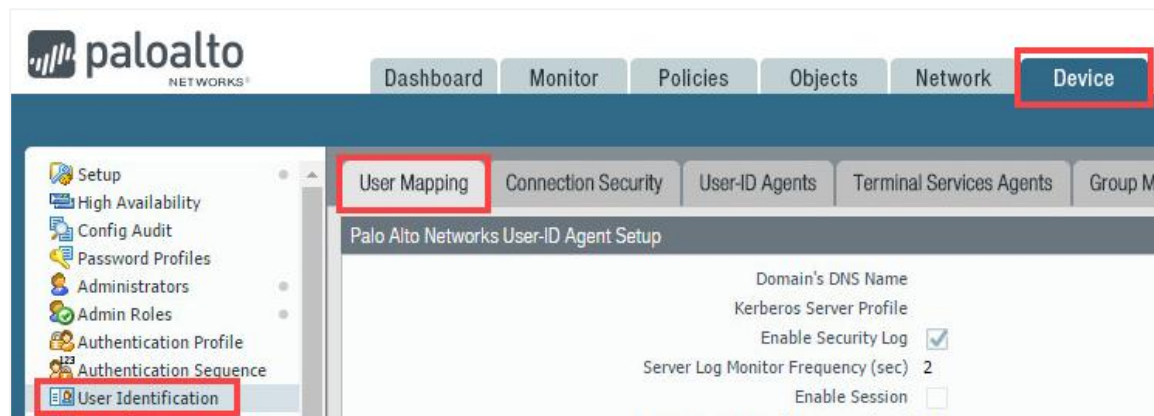 paloalto
NETWORKS®
Dashboard Monitor Policies Objects Network Device
Setup
High Availability
Config Audit
Password Profiles
Administrators
Admin Roles
Authentication Profile
Authentication Sequence
User Identification
User Mapping Connection Security User-ID Agents Terminal Services Agents Group M
Palo Alto Networks User-ID Agent Setup
Domain's DNS Name
Kerberos Server Profile
Enable Security Log
Server Log Monitor Frequency (sec) 2
Enable Session